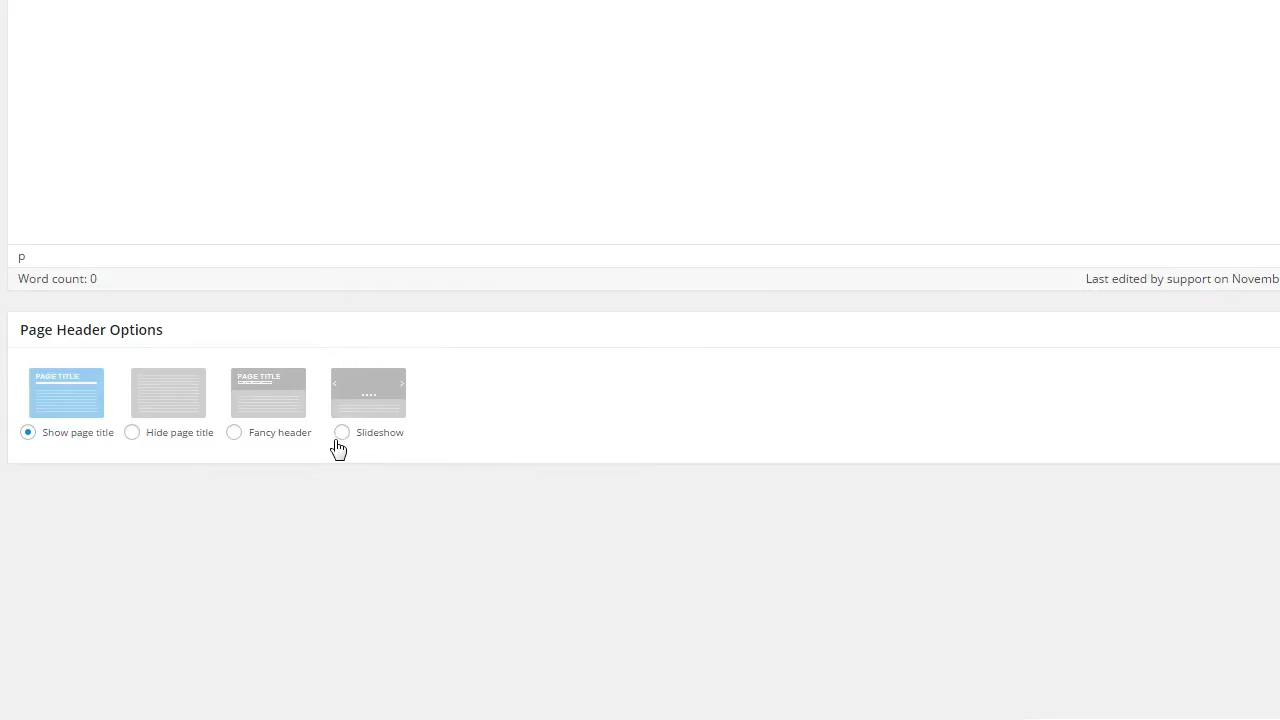 p
Word count: 0
Last edited by support on Novemb
Page Header Options
PAGE TITLE
PAGE TITLE
Show page title
Hide page title
Fancy header
Slideshow